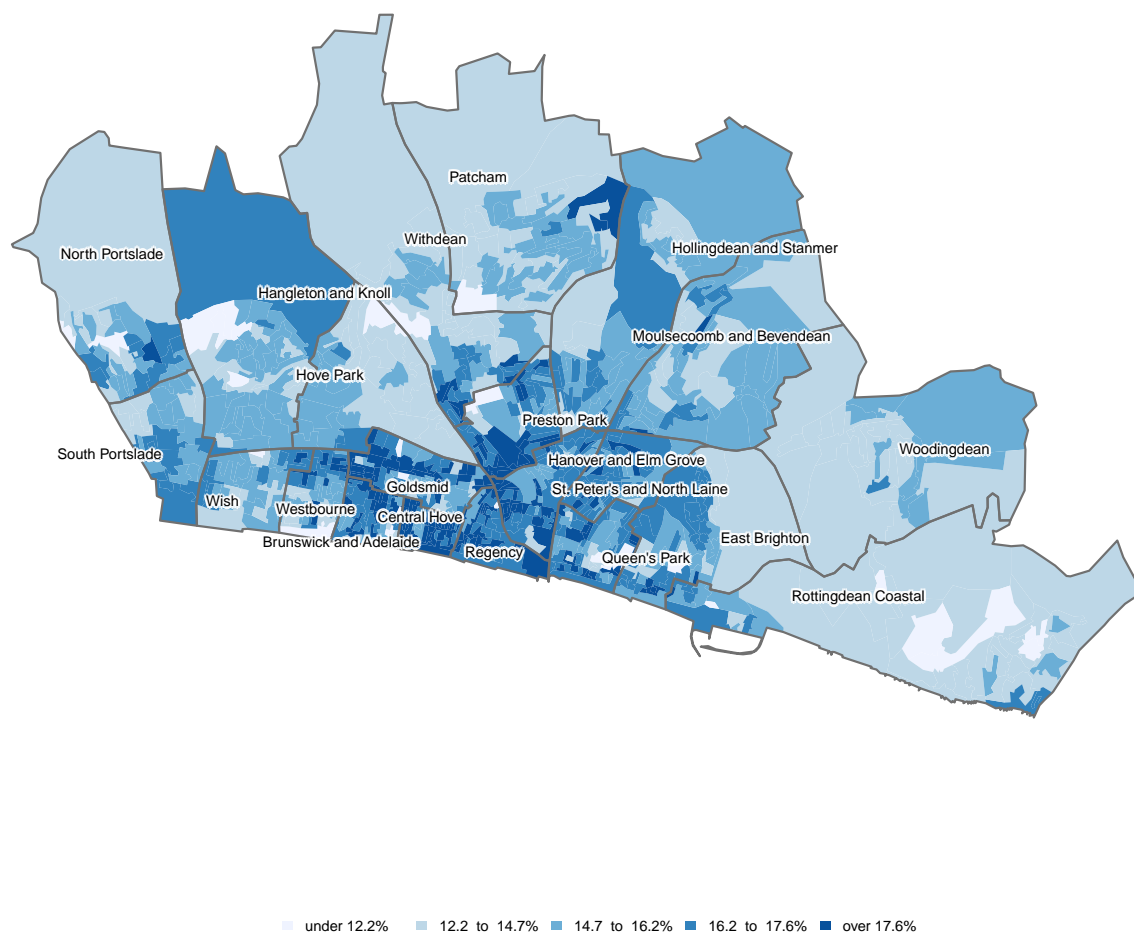 Patcham
Withdean
Hollingdean and Stanmer
North Portslade
Hangleton and Knoll
Moulsecoomb and Bevendean
Hove Park
Preston Park
South Portslade
Woodingdean
Hanover and Elm Grove
Goldsmid
St. Peter's and North Laine
Wish
Westbourne
Central Hove
East Brighton
Brunswick and Adelaide
Regency
Queen's Park
Rottingdean Coastal
under 12.2% 12.2 to 14.7% 14.7 to 16.2% 16.2 to 17.6% over 17.6%